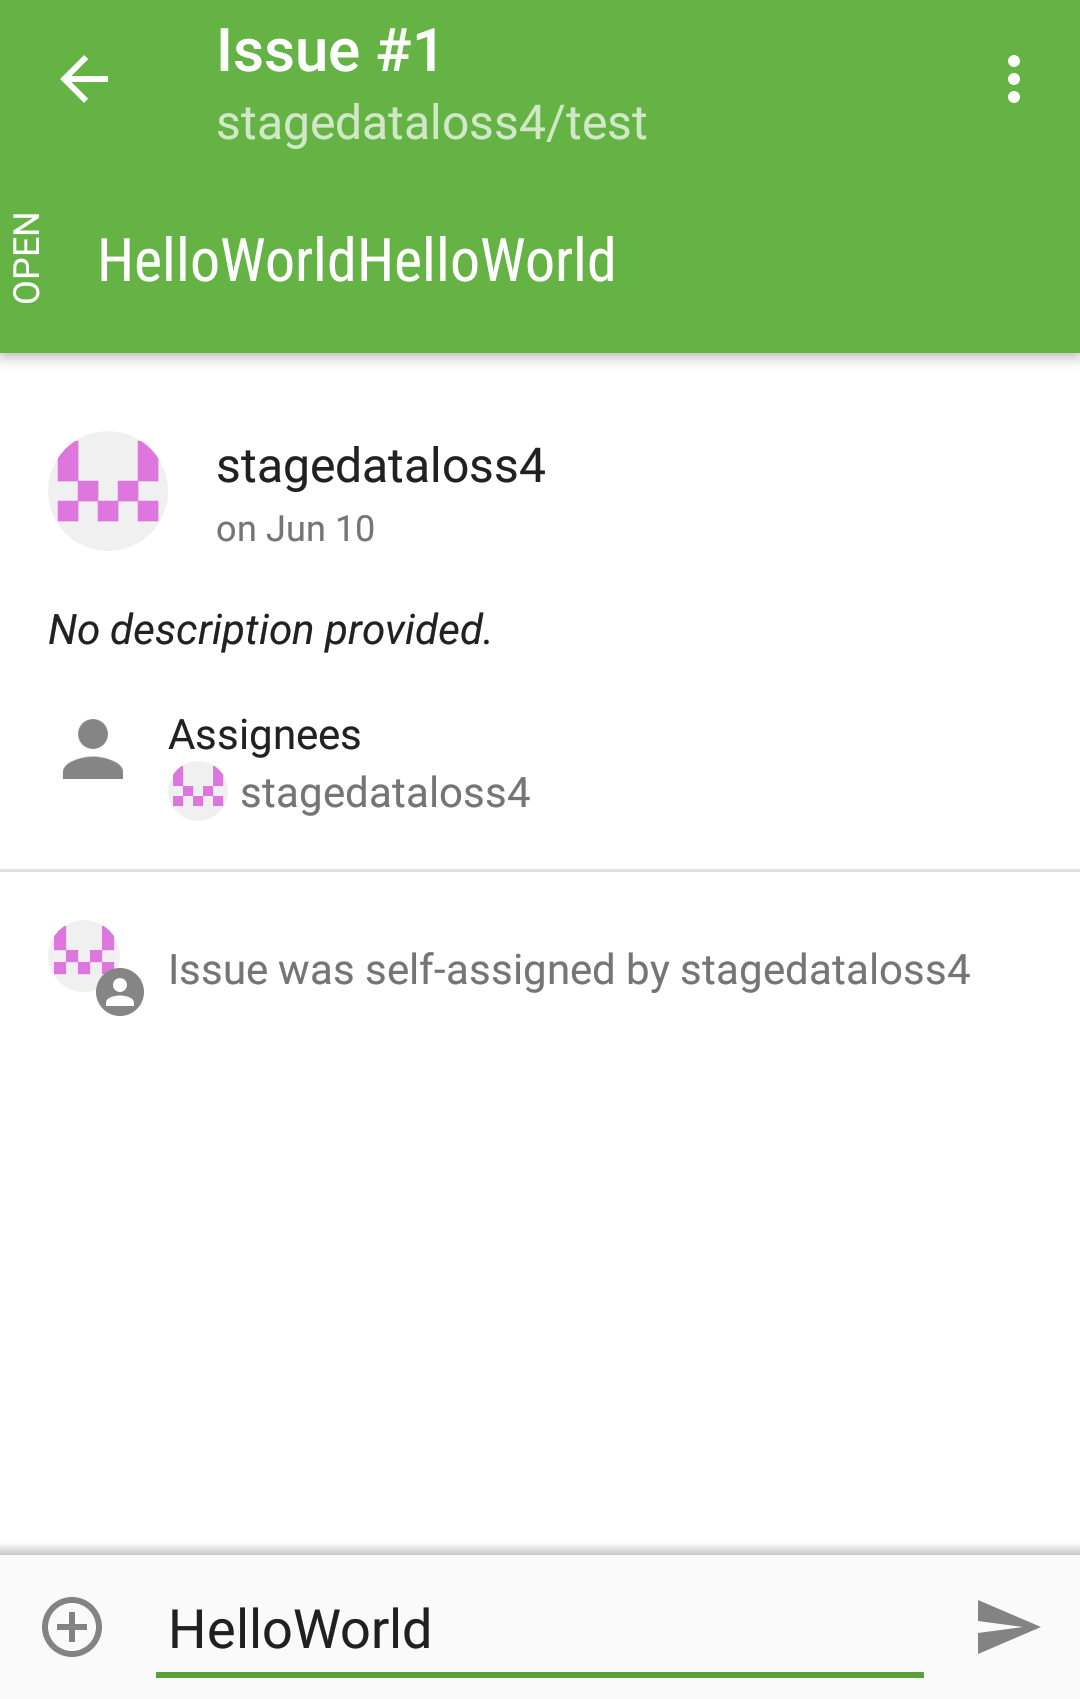 Issue #1
stagedataloss4/test
OPEN
HelloWorldHelloWorld
stagedataloss4
on Jun 10
No description provided.
Assignees
stagedataloss4
Issue was self-assigned by stagedataloss4
HelloWorld